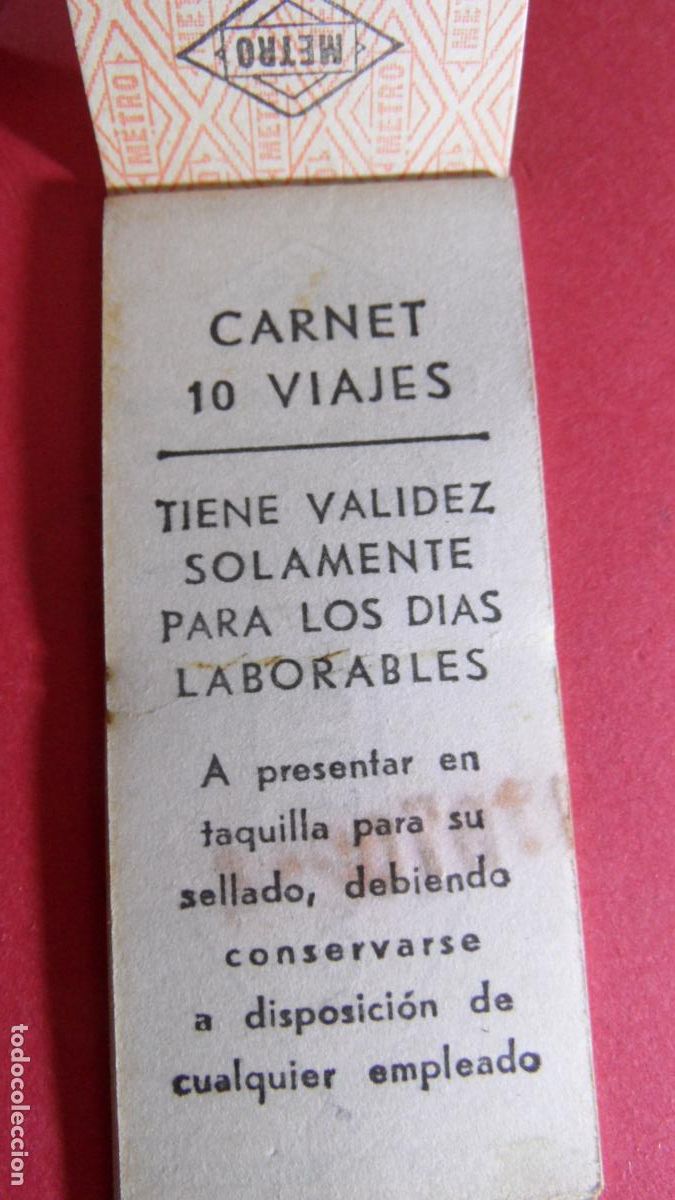 METRO
CARNET
10 VIAJES
TIENE VALIDEZ
SOLAMENTE
PARA LOS DIAS
LABORABLES
A presentar en
taquilla para su
sellado, debiendo
conservarse
a disposición de
cualquier empleado
todocoleccion